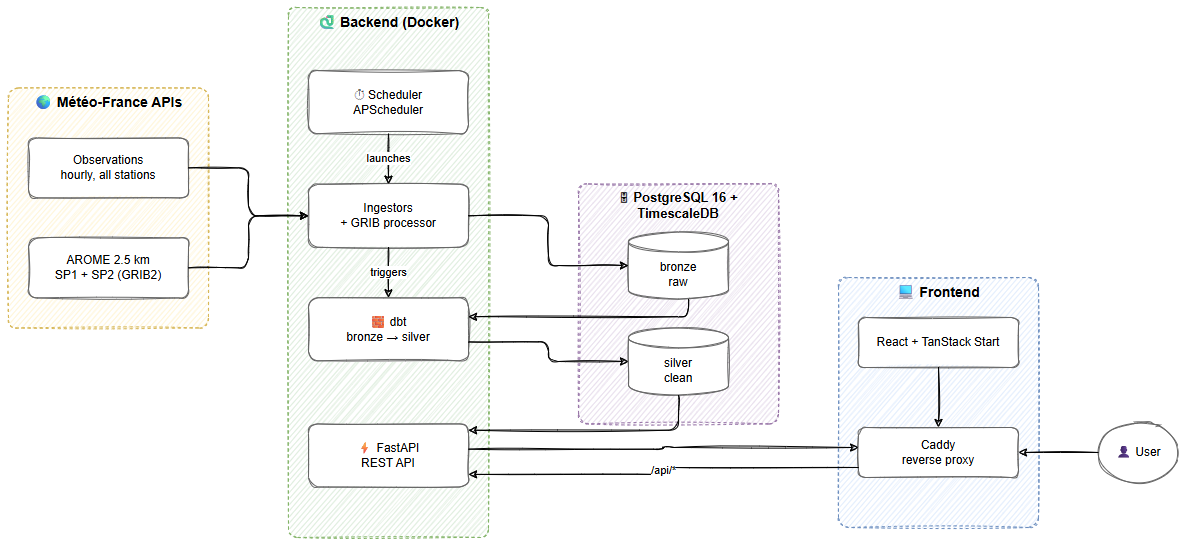 Backend (Docker)
Scheduler
APScheduler
Météo-France APIs
Observations
hourly, all stations
launches
Ingestors
+ GRIB processor
AROME 2.5 km
SP1 + SP2 (GRIB2)
triggers
dbt
bronze → silver
PostgreSQL 16 +
TimescaleDB
bronze
raw
silver
clean
FastAPI
REST API
/api/*
Frontend
React + TanStack Start
Caddy
reverse proxy
User